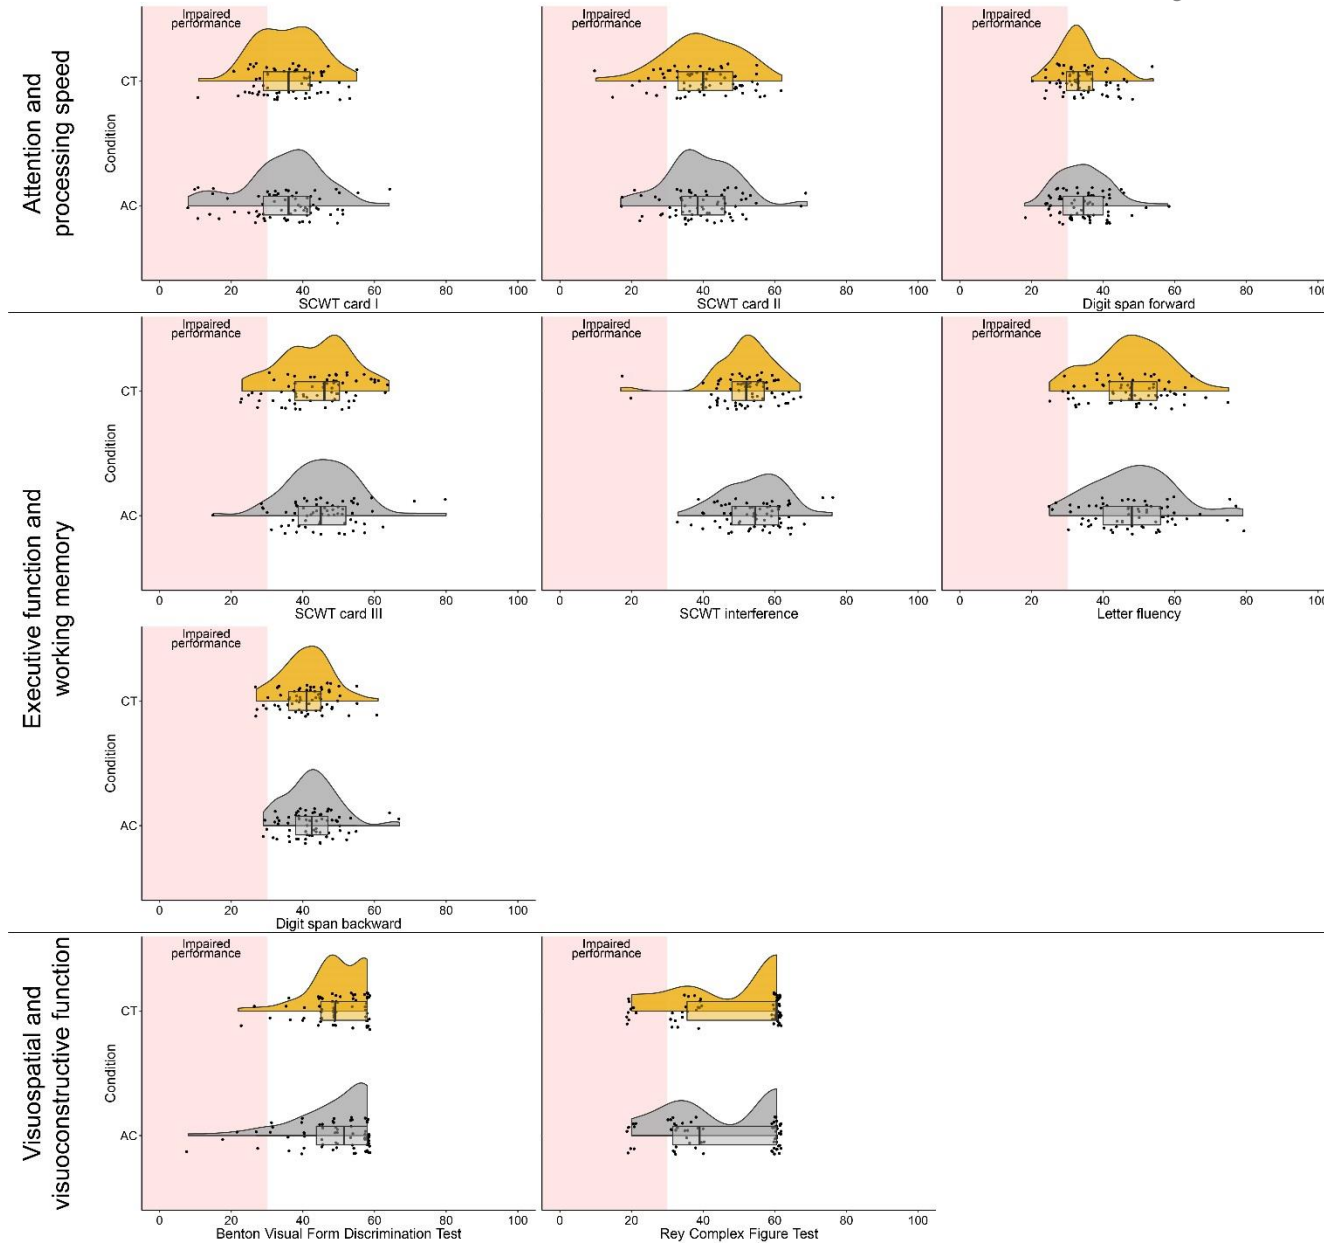 Attention and
processing speed
Impaired
performance
CT
Condition
AC
0 20 40 60 80 100
SCWT card I
Impaired
performance
0 20 40 60 80 100
SCWT card II
Impaired
performance
0 20 40 60 80 100
Digit span forward
Executive function and
working memory
Impaired
performance
CT
Condition
AC
0 20 40 60 80 100
SCWT card III
Impaired
performance
0 20 40 60 80 100
SCWT interference
Impaired
performance
0 20 40 60 80 100
Letter fluency
Impaired
performance
CT
Condition
AC
0 20 40 60 80 100
Digit span backward
Visuospatial and
visuoconstructive function
Impaired
performance
CT
Condition
AC
0 20 40 60 80 100
Benton Visual Form Discrimination Test
Impaired
performance
0 20 40 60 80 100
Rey Complex Figure Test